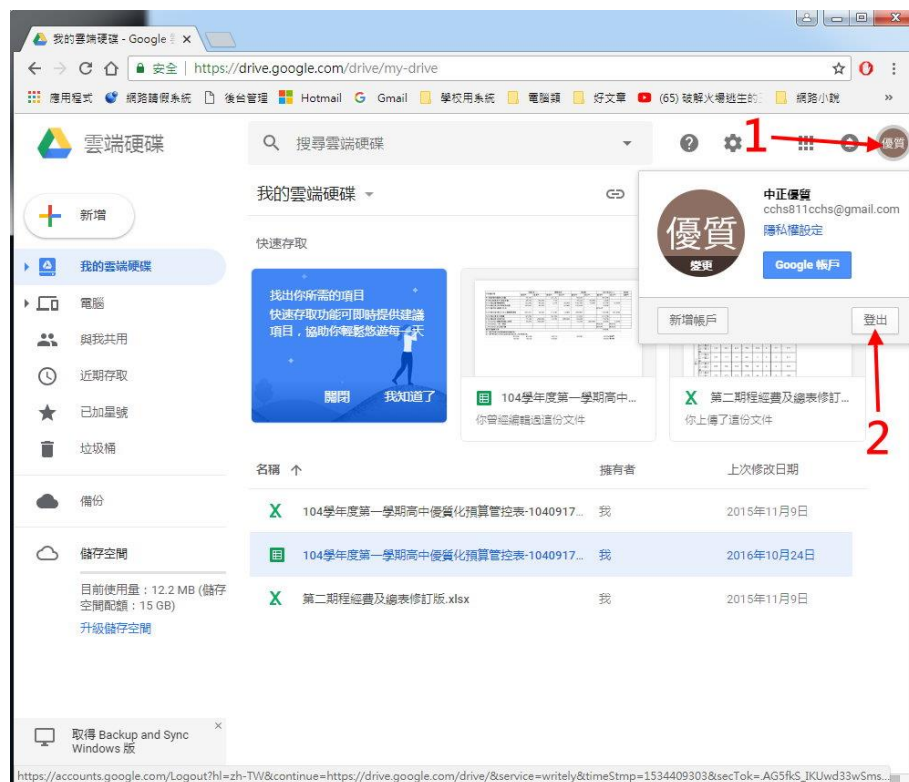 我的雲端硬碟 - Google
安全 | https://drive.google.com/drive/my-drive
應用程式 網路請假系統 後台管理 Hotmail Gmail 學校用系統 電腦類 好文章 (65) 破解火場逃生的 網路小說 »
雲端硬碟 搜尋雲端硬碟 1 優質
新增
我的雲端硬碟
電腦
與我共用
近期存取
已加星號
垃圾桶
備份
儲存空間
目前使用量：12.2 MB (儲存
空間配額：15 GB)
升級儲存空間
取得 Backup and Sync
Windows 版
我的雲端硬碟
快速存取
找出你所需的項目
快速存取功能可即時提供建議
項目，協助你輕鬆悠遊每一天
關閉 我知道了
104學年度第一學期高中...
你曾經編輯過這份文件
第二期程經費及總表修訂...
你上傳了這份文件
優質
變更
中正優質
cchs811cchs@gmail.com
隱私權設定
Google 帳戶
新增帳戶 登出
2
名稱 擁有者 上次修改日期
104學年度第一學期高中優質化預算管控表-1040917... 我 2015年11月9日
104學年度第一學期高中優質化預算管控表-1040917... 我 2016年10月24日
第二期程經費及總表修訂版.xlsx 我 2015年11月9日
https://accounts.google.com/Logout?hl=zh-TW&continue=https://drive.google.com/drive/&service=writely&timeStmp=1534409303&secTok=.AG5fkS_IKUwd33wSms...